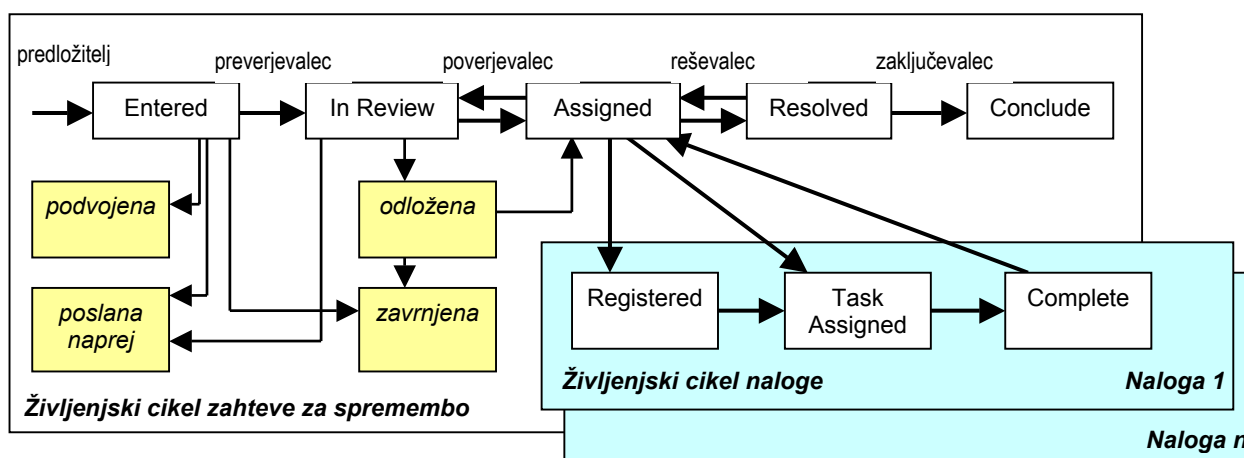 predložitelj
preverjevalec
poverjevalec
reševalec
zaključevalec
Entered
In Review
Assigned
Resolved
Conclude
podvojena
odložena
poslana
naprej
zavrnjena
Registered
Task
Assigned
Complete
Življenjski cikel naloge
Naloga 1
Življenjski cikel zahteve za spremembo
Naloga n